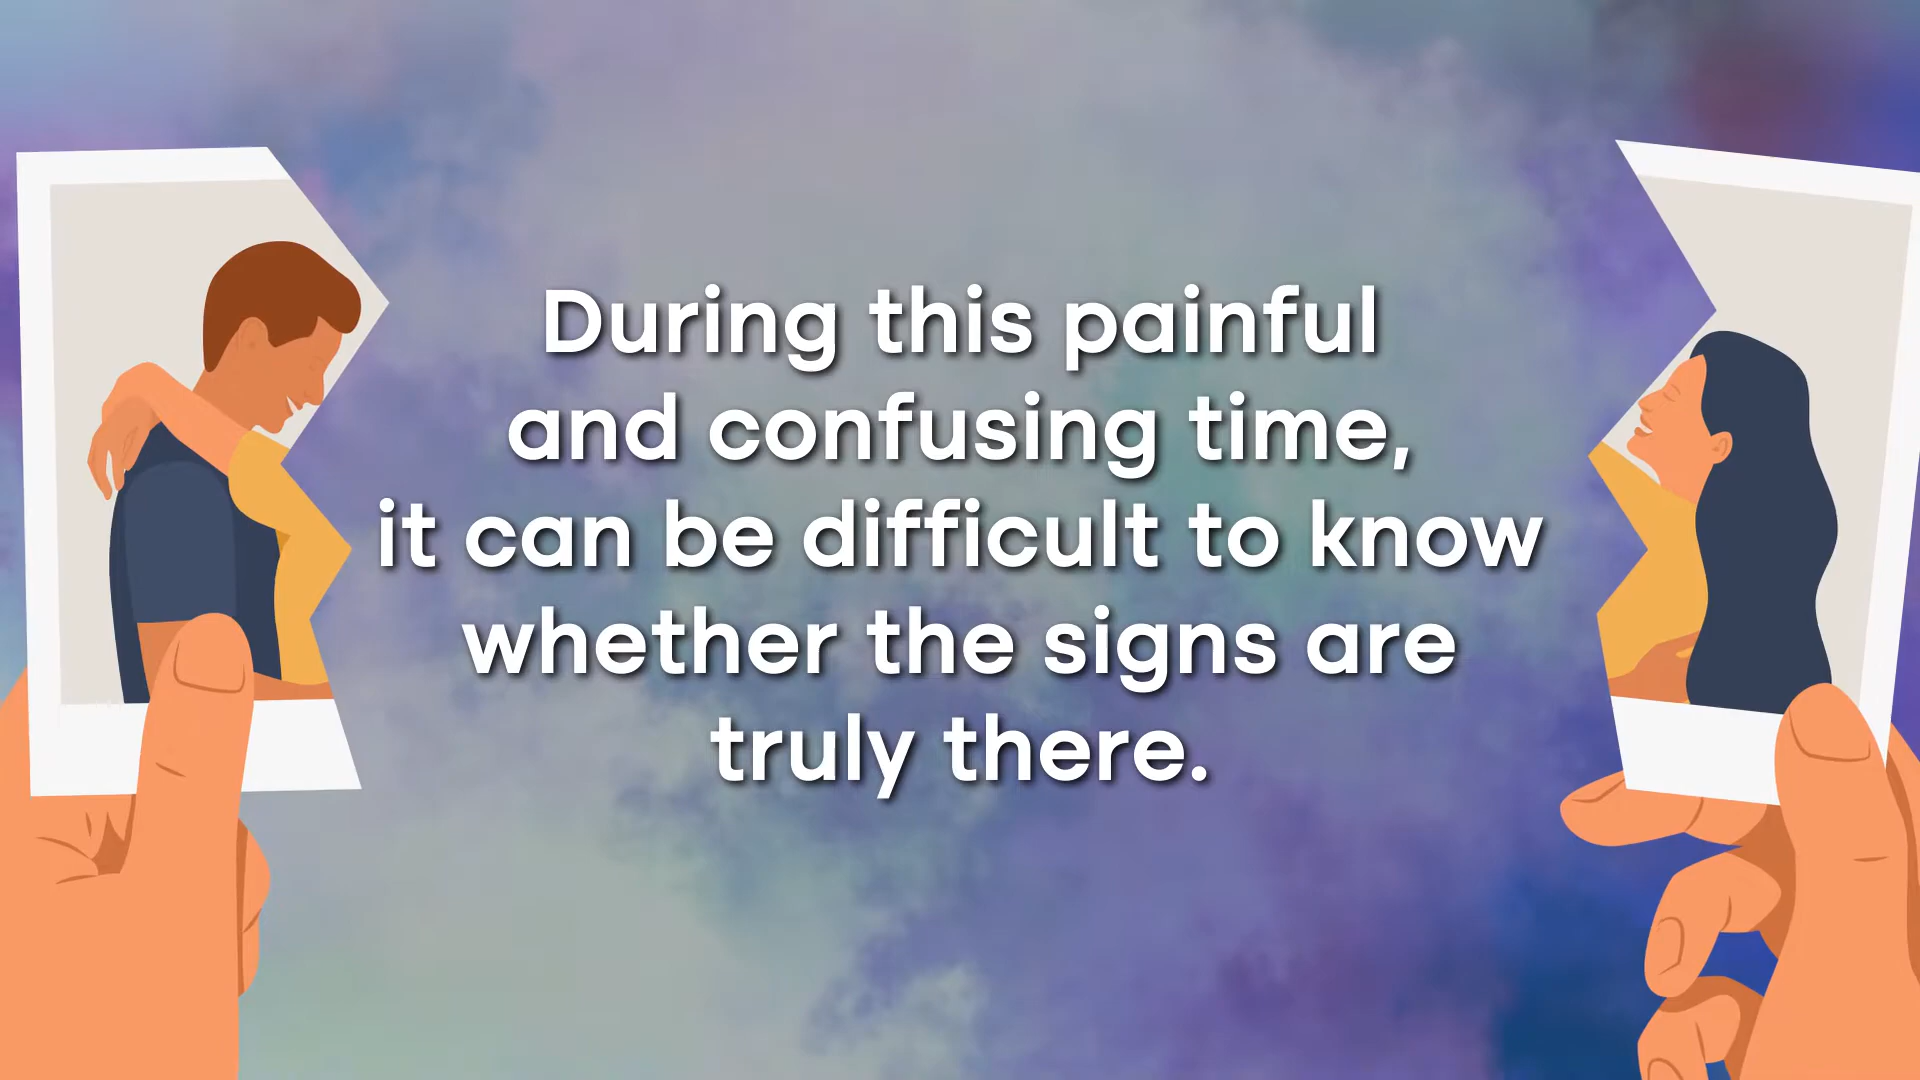 During this painful
and confusing time,
it can be difficult to know
whether the signs are
truly there.